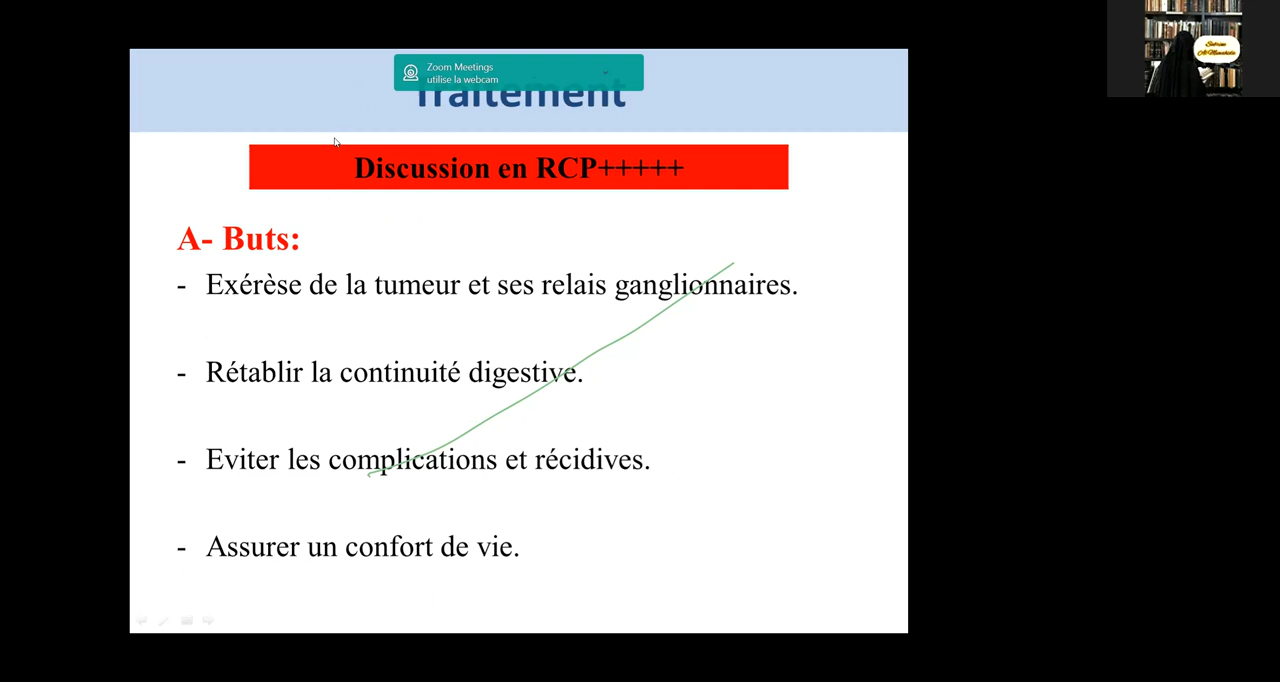 Zoom Meetings
utilise la webcam
Traitement
Discussion en RCP+++++
A- Buts:
- Exérèse de la tumeur et ses relais ganglionnaires.
- Rétablir la continuité digestive.
- Eviter les complications et récidives.
- Assurer un confort de vie.